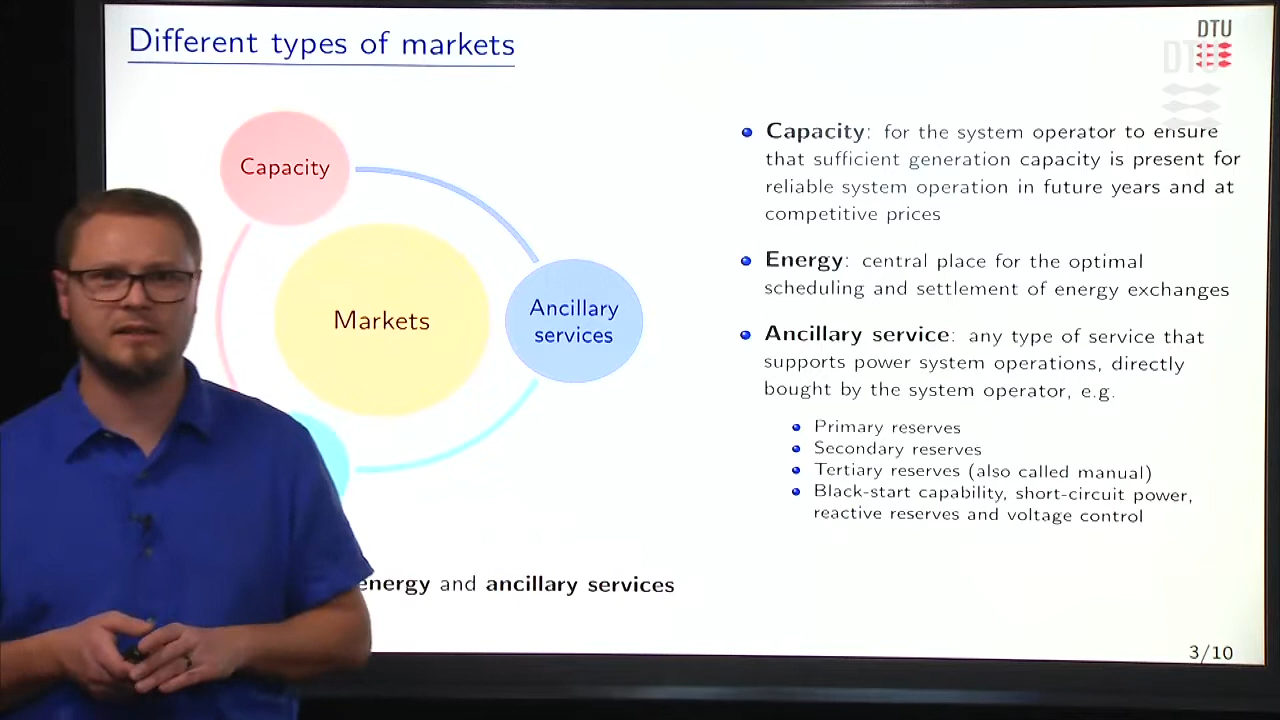 Different types of markets
DTU
DTU
Capacity
Markets
Ancillary
services
energy and ancillary services
Capacity: for the system operator to ensure
that sufficient generation capacity is present for
reliable system operation in future years and at
competitive prices
Energy: central place for the optimal
scheduling and settlement of energy exchanges
Ancillary service: any type of service that
supports power system operations, directly
bought by the system operator, e.g.
Primary reserves
Secondary reserves
Tertiary reserves (also called manual)
Black-start capability, short-circuit power,
reactive reserves and voltage control
3/10